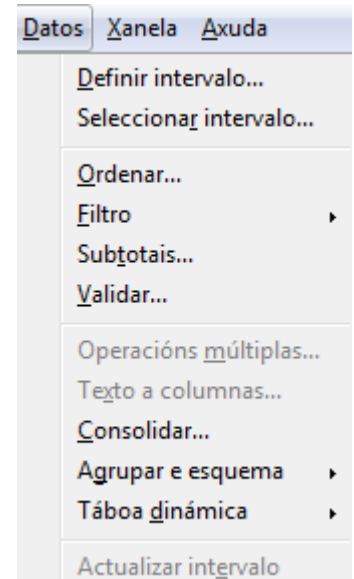 Datos Xanela Axuda
Definir intervalo...
Seleccionar intervalo...
Ordenar...
Filtro
Subtotais...
Validar...
Operacións múltiplas...
Texto a columnas...
Consolidar...
Agrupar e esquema
Táboa dinámica
Actualizar intervalo